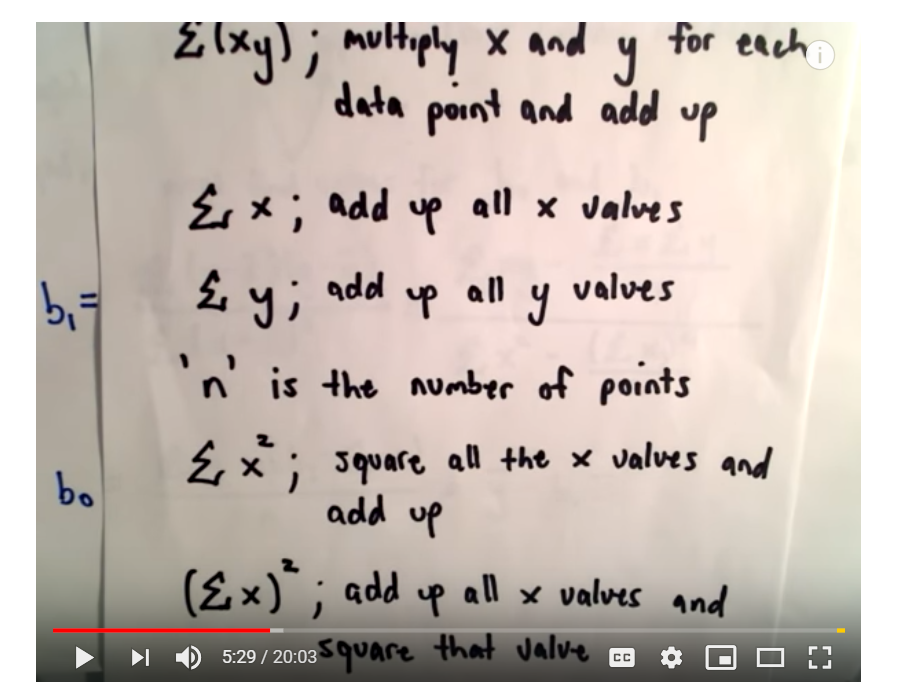 Σ(xy); multiply x and y for each
data point and add up
Σ x; add up all x values
b₁= Σ y; add up all y values
'n' is the number of points
Σ x²; square all the x values and
b₀ add up
(Σ x)²; add up all x values and
square that value
5:29 / 20:03
CC